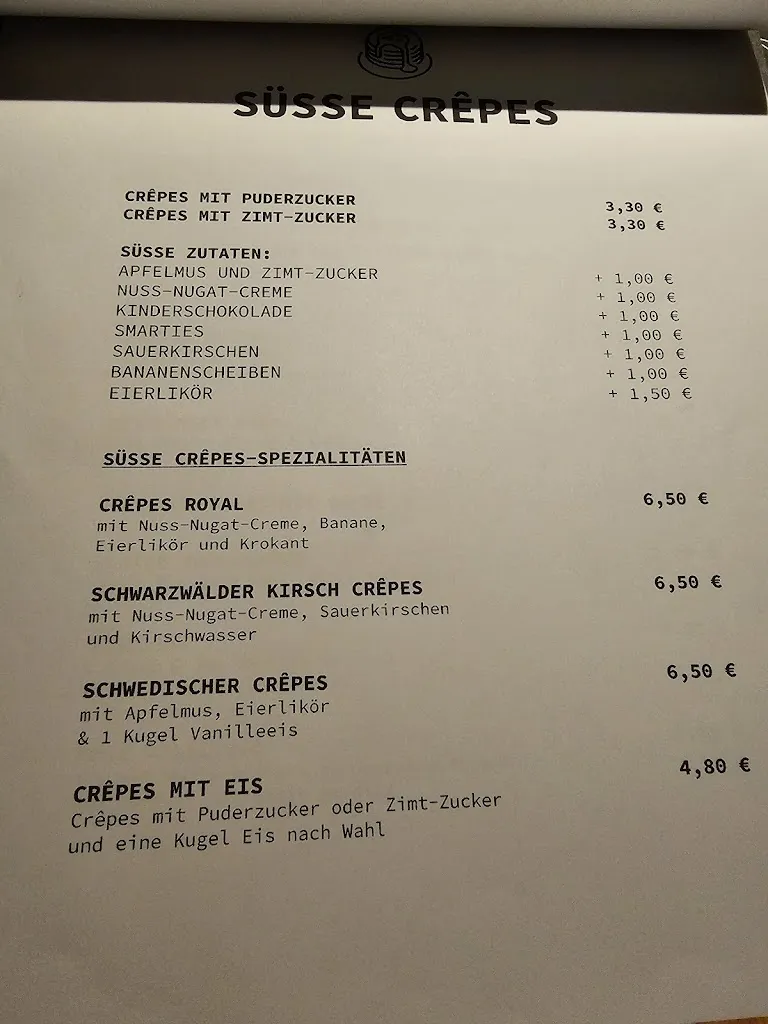 SÜSSE CRÊPES
CRÊPES MIT PUDERZUCKER 3,30 €
CRÊPES MIT ZIMT-ZUCKER 3,30 €
SÜSSE ZUTATEN:
APFELMUS UND ZIMT-ZUCKER + 1,00 €
NUSS-NUGAT-CREME + 1,00 €
KINDERSCHOKOLADE + 1,00 €
SMARTIES + 1,00 €
SAUERKIRSCHEN + 1,00 €
BANANENSCHEIBEN + 1,00 €
EIERLIKÖR + 1,50 €
SÜSSE CRÊPES-SPEZIALITÄTEN
CRÊPES ROYAL 6,50 €
mit Nuss-Nugat-Creme, Banane,
Eierlikör und Krokant
SCHWARZWÄLDER KIRSCH CRÊPES 6,50 €
mit Nuss-Nugat-Creme, Sauerkirschen
und Kirschwasser
SCHWEDISCHER CRÊPES 6,50 €
mit Apfelmus, Eierlikör
& 1 Kugel Vanilleeis
CRÊPES MIT EIS 4,80 €
Crêpes mit Puderzucker oder Zimt-Zucker
und eine Kugel Eis nach Wahl